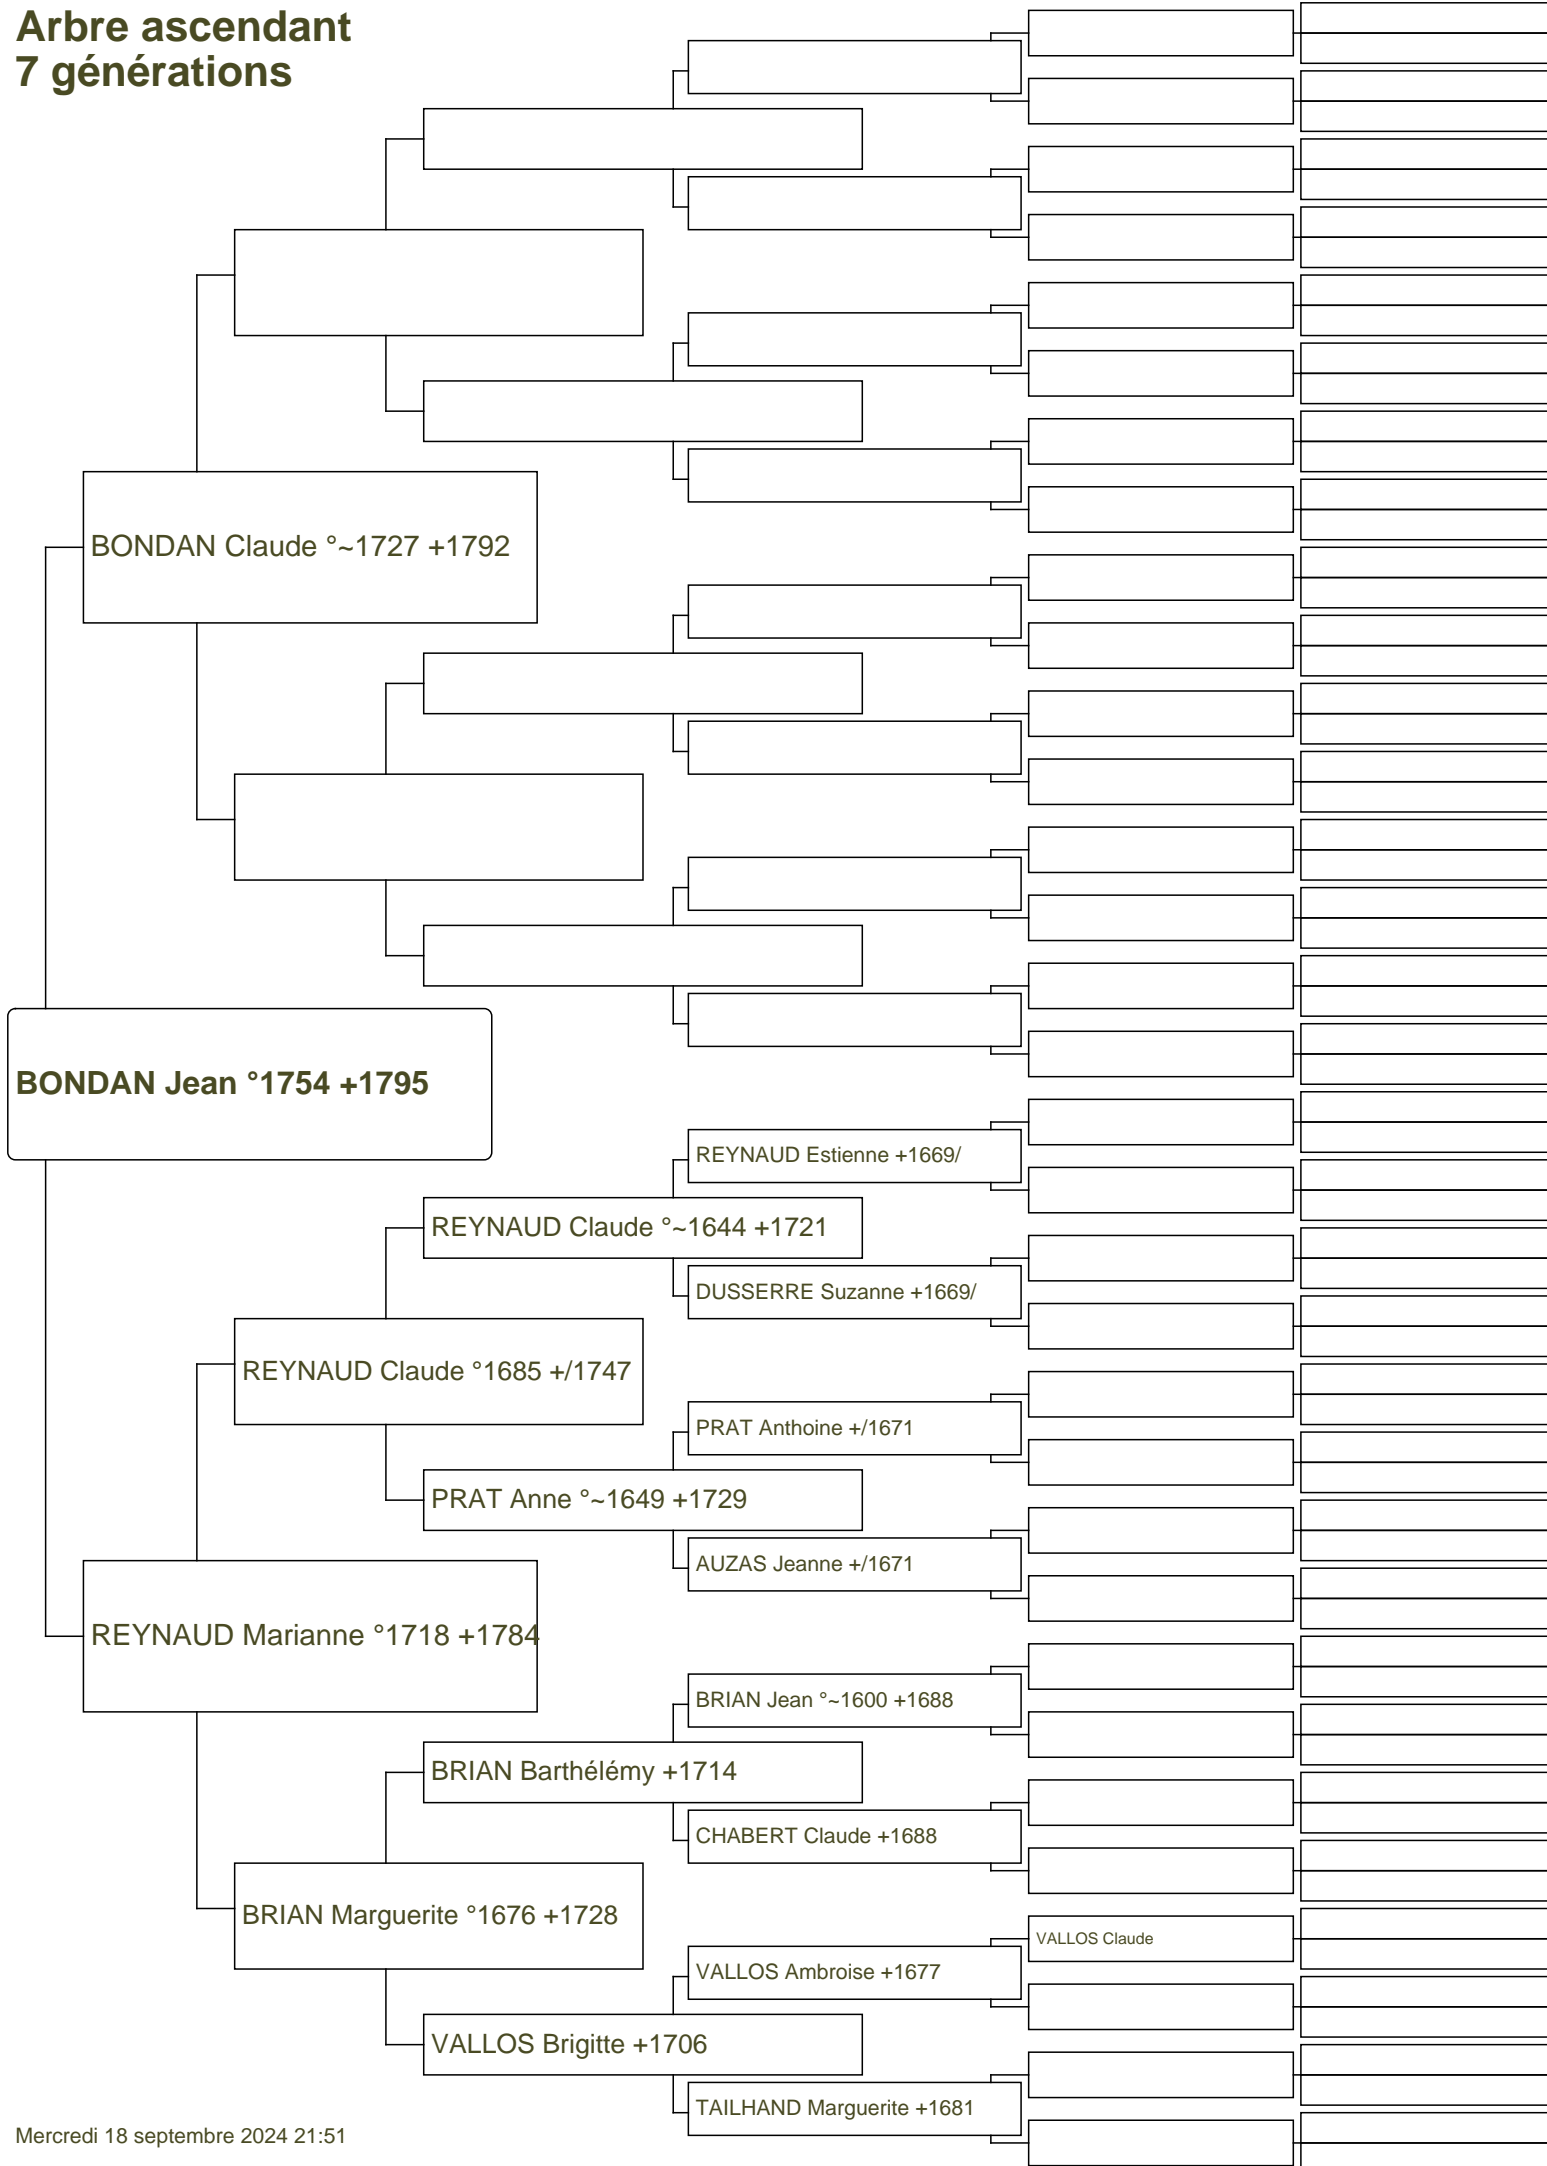 Arbre ascendant
7 générations
BONDAN Claude °~1727 +1792
BONDAN Jean °1754 +1795
REYNAUD Estienne +1669/
REYNAUD Claude °~1644 +1721
DUSSERRE Suzanne +1669/
REYNAUD Claude °1685 +/1747
PRAT Anthoine +/1671
PRAT Anne °~1649 +1729
AUZAS Jeanne +/1671
REYNAUD Marianne °1718 +1784
BRIAN Jean °~1600 +1688
BRIAN Barthélémy +1714
CHABERT Claude +1688
BRIAN Marguerite °1676 +1728
VALLOS Claude
VALLOS Ambroise +1677
VALLOS Brigitte +1706
TAILHAND Marguerite +1681
Mercredi 18 septembre 2024 21:51